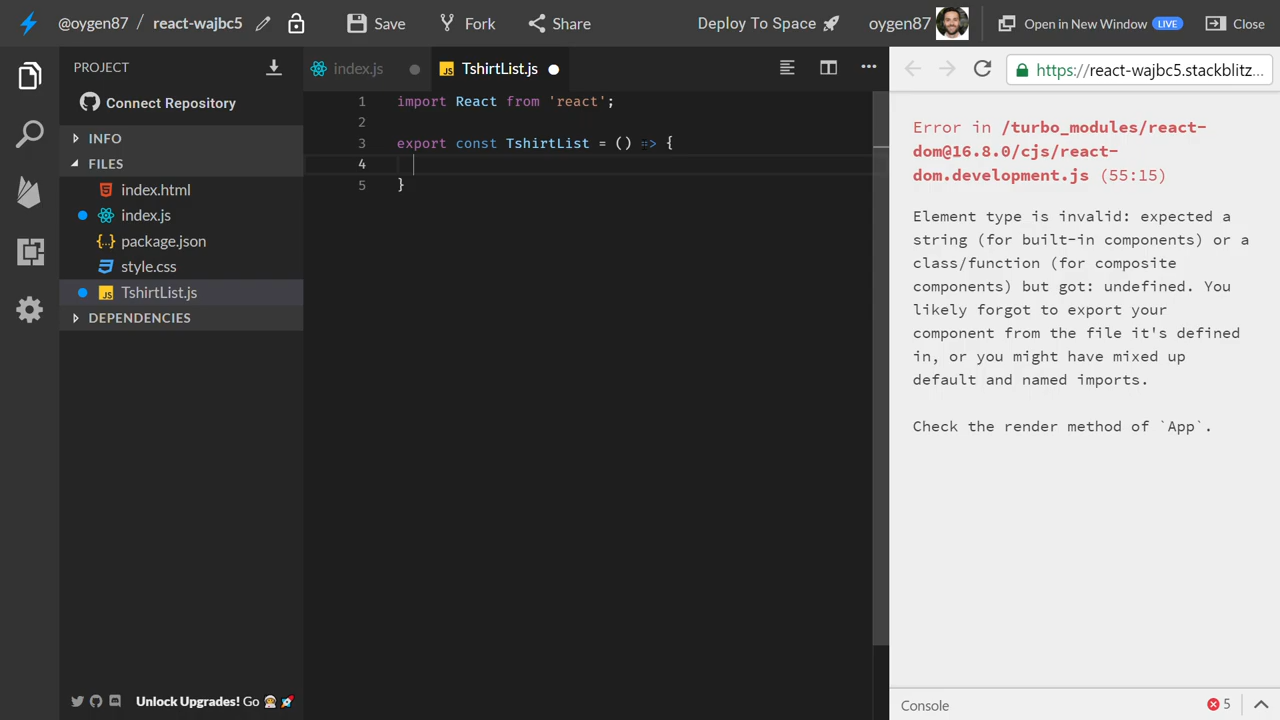 @oygen87 / react-wajbc5 Save Fork Share Deploy To Space oygen87 Open in New Window LIVE Close
PROJECT
Connect Repository
INFO
FILES
index.html
index.js
{..} package.json
style.css
JS TshirtList.js
DEPENDENCIES
Unlock Upgrades! Go
index.js JS TshirtList.js
1 import React from 'react';
2
3 export const TshirtList = () => {
4
5 }
https://react-wajbc5.stackblitz...
Error in /turbo_modules/react-
dom@16.8.0/cjs/react-
dom.development.js (55:15)
Element type is invalid: expected a
string (for built-in components) or a
class/function (for composite
components) but got: undefined. You
likely forgot to export your
component from the file it's defined
in, or you might have mixed up
default and named imports.
Check the render method of `App`.
Console 5